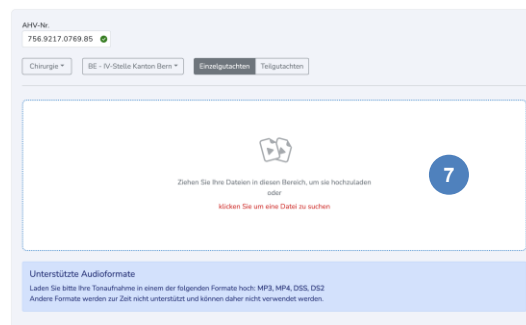 AHV-Nr.
756.9217.0769.85
Chirurgie BE - IV-Stelle Kanton Bern Einzelgutachten Teilgutachten
Ziehen Sie Ihre Dateien in diesen Bereich, um sie hochzuladen
oder
klicken Sie um eine Datei zu suchen
7
Unterstützte Audioformate
Laden Sie bitte Ihre Tonaufnahme in einem der folgenden Formate hoch: MP3, MP4, DSS, DS2
Andere Formate werden zur Zeit nicht unterstützt und können daher nicht verwendet werden.